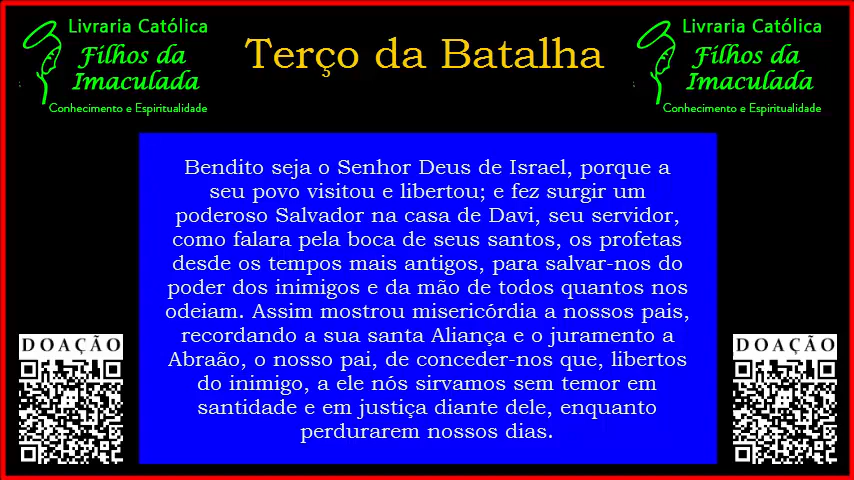 Livraria Católica
Filhos da
Imaculada
Conhecimento e Espiritualidade
Terço da Batalha
Livraria Católica
Filhos da
Imaculada
Conhecimento e Espiritualidade
Bendito seja o Senhor Deus de Israel, porque a
seu povo visitou e libertou; e fez surgir um
poderoso Salvador na casa de Davi, seu servidor,
como falara pela boca de seus santos, os profetas
desde os tempos mais antigos, para salvar-nos do
poder dos inimigos e da mão de todos quantos nos
odeiam. Assim mostrou misericórdia a nossos pais,
recordando a sua santa Aliança e o juramento a
Abraão, o nosso pai, de conceder-nos que, libertos
do inimigo, a ele nós sirvamos sem temor em
santidade e em justiça diante dele, enquanto
perdurarem nossos dias.
DOAÇÃO
DOAÇÃO